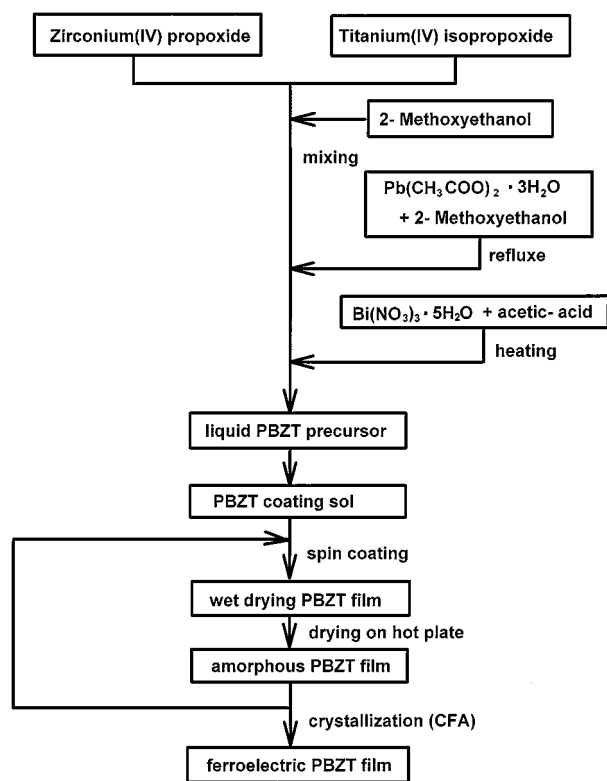 Zirconium(IV) propoxide
Titanium(IV) isopropoxide
2- Methoxyethanol
mixing
Pb(CH₃COO)₂ · 3H₂O
+ 2- Methoxyethanol
refluxe
Bi(NO₃)₃ · 5H₂O + acetic- acid
heating
liquid PBZT precursor
PBZT coating sol
spin coating
wet drying PBZT film
drying on hot plate
amorphous PBZT film
crystallization (CFA)
ferroelectric PBZT film